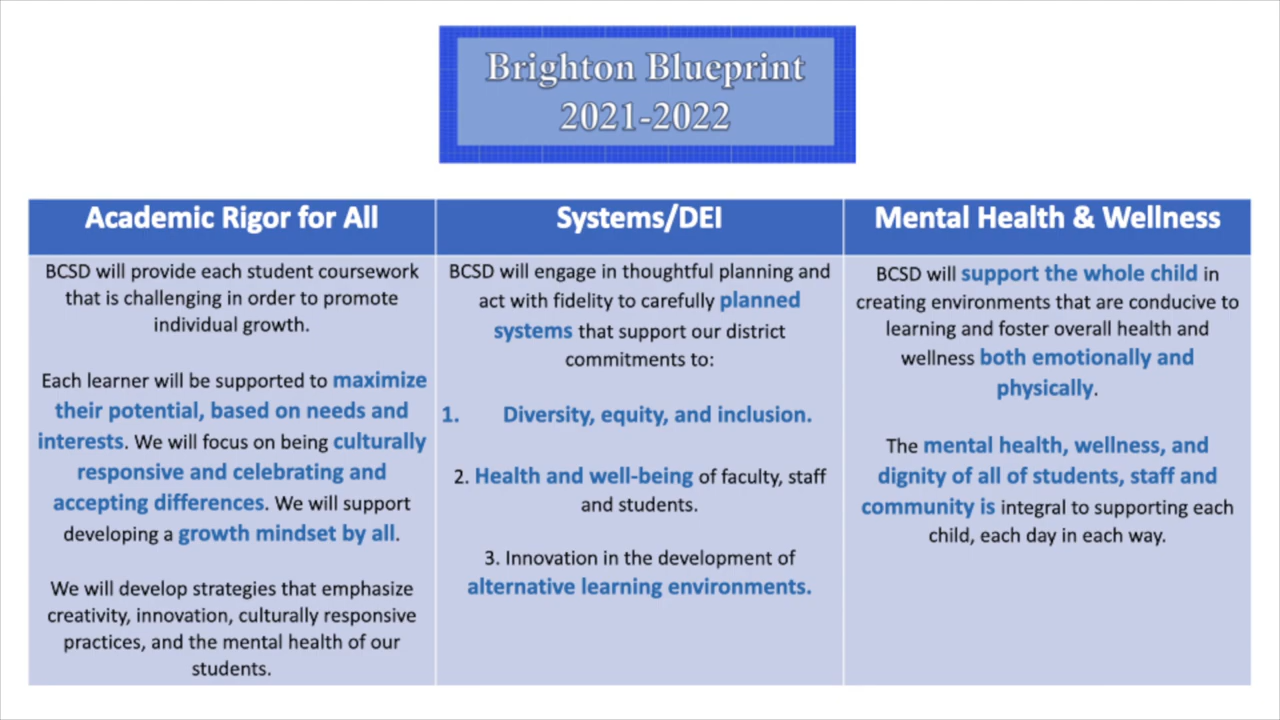 Brighton Blueprint
2021-2022
Academic Rigor for All
BCSD will provide each student coursework
that is challenging in order to promote
individual growth.
Each learner will be supported to maximize
their potential, based on needs and
interests. We will focus on being culturally
responsive and celebrating and
accepting differences. We will support
developing a growth mindset by all.
We will develop strategies that emphasize
creativity, innovation, culturally responsive
practices, and the mental health of our
students.
Systems/DEI
BCSD will engage in thoughtful planning and
act with fidelity to carefully planned
systems that support our district
commitments to:
1. Diversity, equity, and inclusion.
2. Health and well-being of faculty, staff
and students.
3. Innovation in the development of
alternative learning environments.
Mental Health & Wellness
BCSD will support the whole child in
creating environments that are conducive to
learning and foster overall health and
wellness both emotionally and
physically.
The mental health, wellness, and
dignity of all of students, staff and
community is integral to supporting each
child, each day in each way.